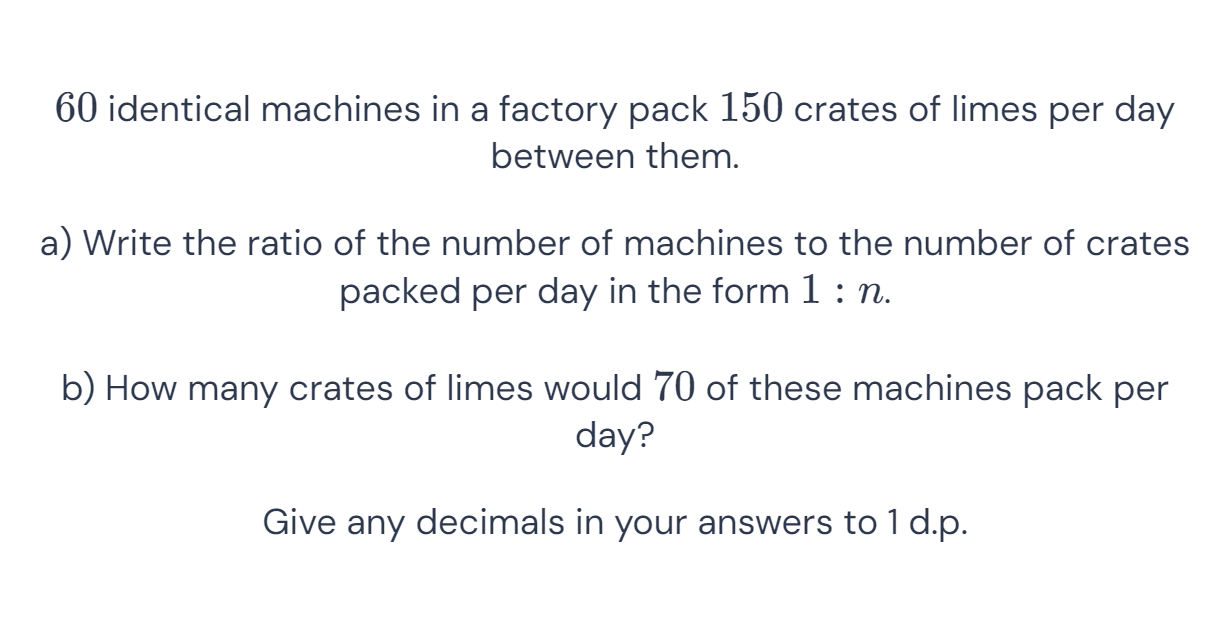 60 identical machines in a factory pack 150 crates of limes per day
between them.
a) Write the ratio of the number of machines to the number of crates
packed per day in the form 1 : n.
b) How many crates of limes would 70 of these machines pack per
day?
Give any decimals in your answers to 1 d.p.